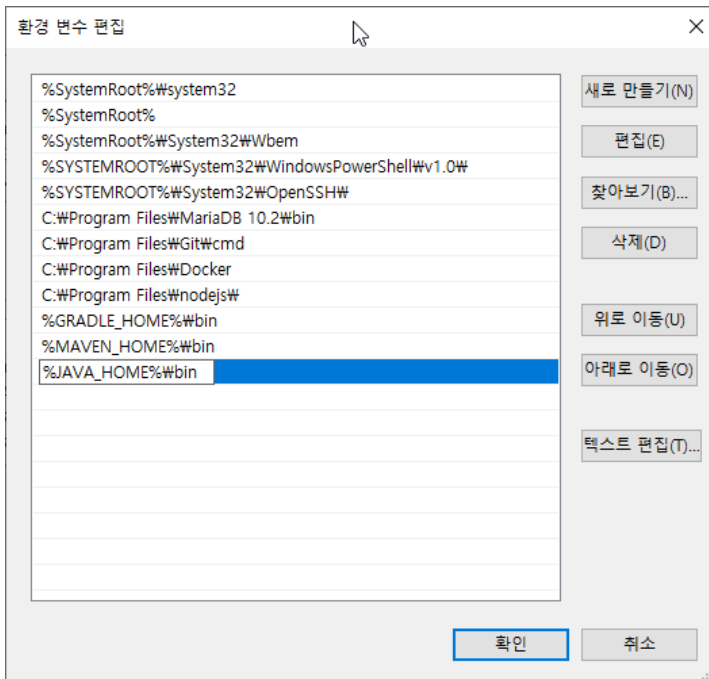 환경 변수 편집
%SystemRoot%₩system32
%SystemRoot%
%SystemRoot%₩System32₩Wbem
%SYSTEMROOT%₩System32₩WindowsPowerShell₩v1.0₩
%SYSTEMROOT%₩System32₩OpenSSH₩
C:₩Program Files₩MariaDB 10.2₩bin
C:₩Program Files₩Git₩cmd
C:₩Program Files₩Docker
C:₩Program Files₩nodejs₩
%GRADLE_HOME%₩bin
%MAVEN_HOME%₩bin
%JAVA_HOME%₩bin
새로 만들기(N)
편집(E)
찾아보기(B)...
삭제(D)
위로 이동(U)
아래로 이동(O)
텍스트 편집(T)...
확인
취소